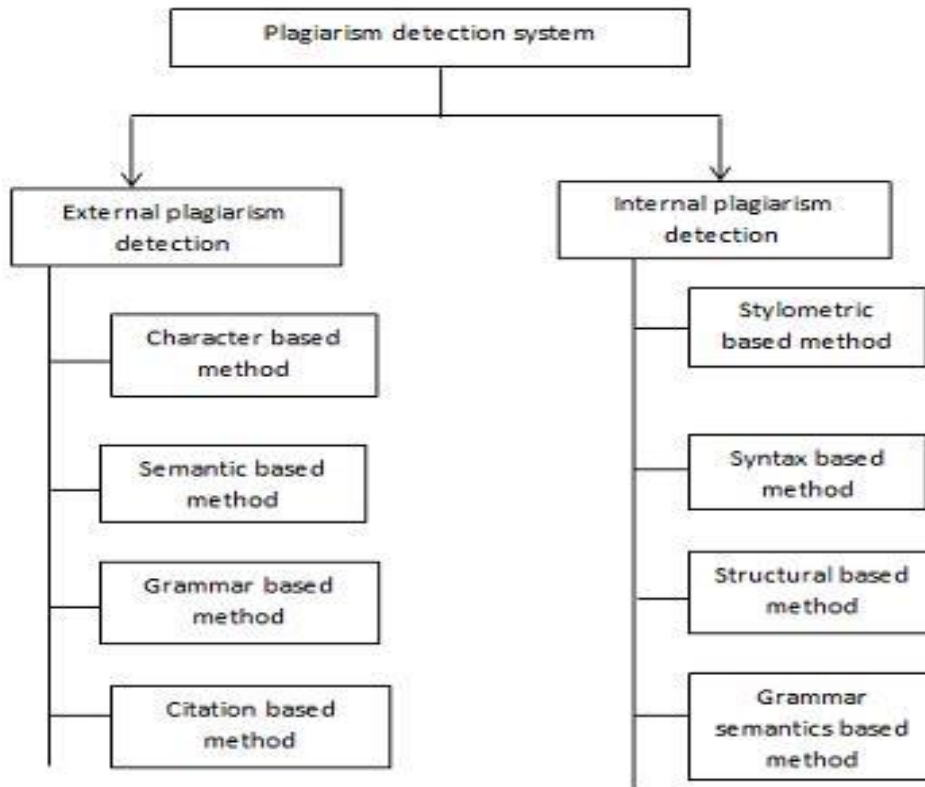 Plagiarism detection system
External plagiarism
detection
Character based
method
Semantic based
method
Grammar based
method
Citation based
method
Internal plagiarism
detection
Stylometric
based method
Syntax based
method
Structural based
method
Grammar
semantics based
method